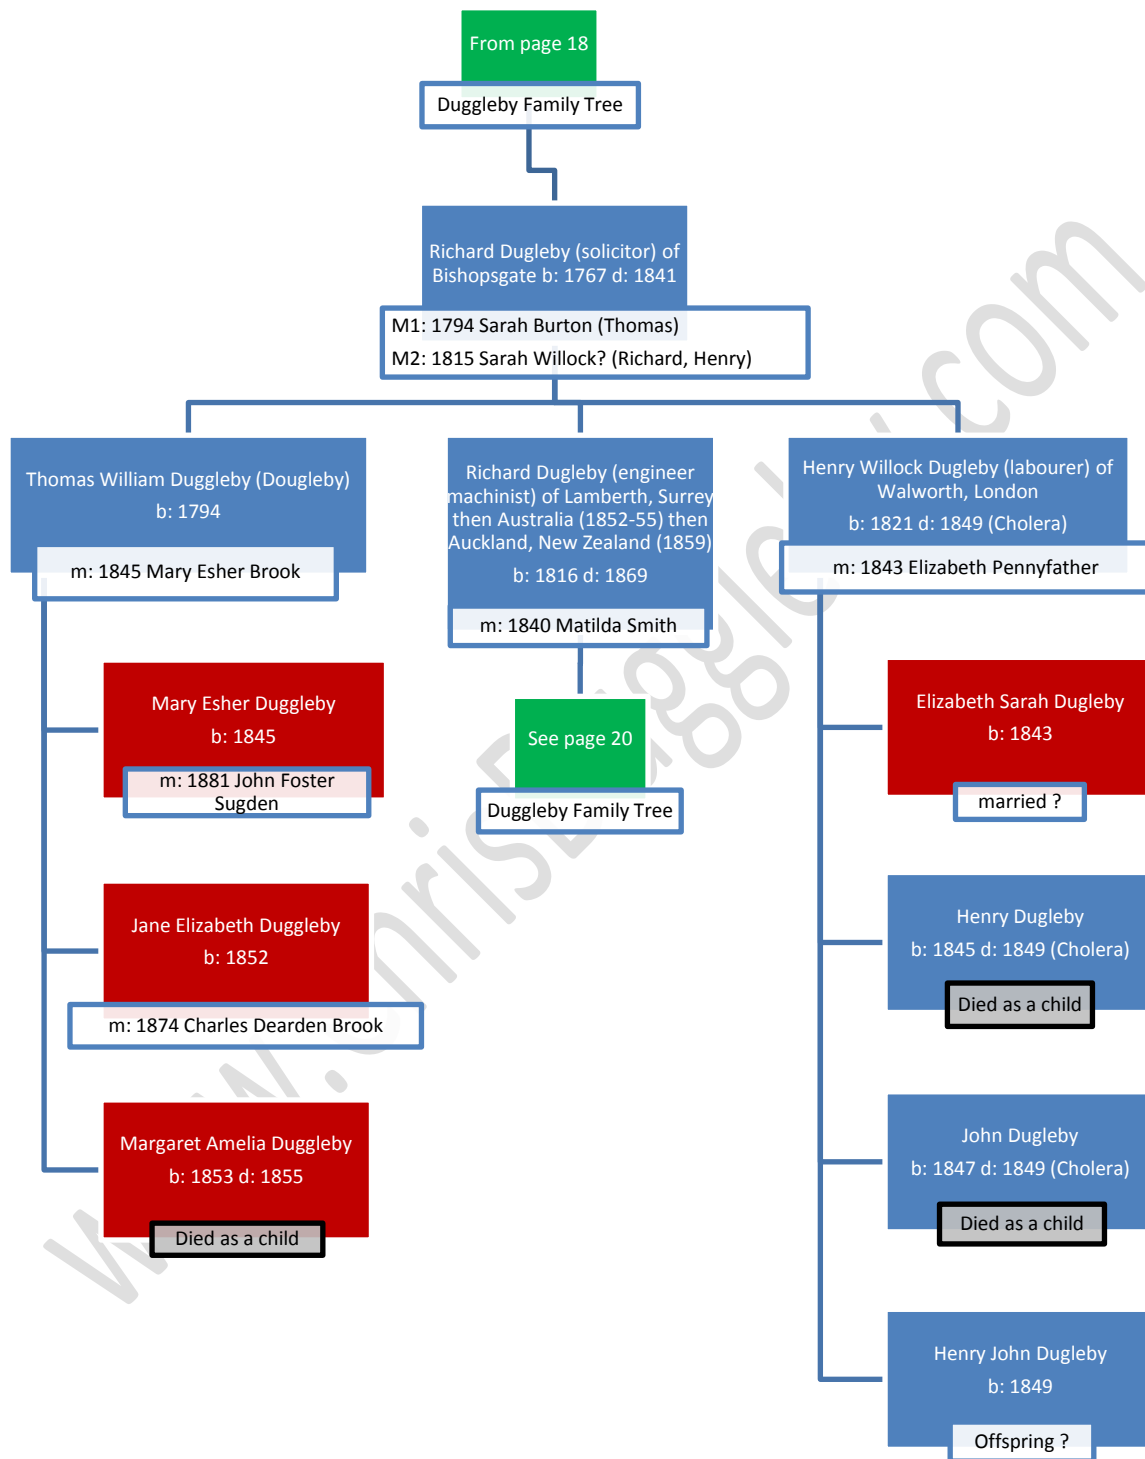 From page 18
Duggleby Family Tree
Richard Dugleby (solicitor) of
Bishopsgate b: 1767 d: 1841
M1: 1794 Sarah Burton (Thomas)
M2: 1815 Sarah Willock? (Richard, Henry)
Thomas William Duggleby (Dougleby)
b: 1794
m: 1845 Mary Esher Brook
Mary Esher Duggleby
b: 1845
m: 1881 John Foster
Sugden
Jane Elizabeth Duggleby
b: 1852
m: 1874 Charles Dearden Brook
Margaret Amelia Duggleby
b: 1853 d: 1855
Died as a child
Richard Dugleby (engineer
machinist) of Lamberth, Surrey
then Australia (1852-55) then
Auckland, New Zealand (1859)
b: 1816 d: 1869
m: 1840 Matilda Smith
See page 20
Duggleby Family Tree
Henry Willock Dugleby (labourer) of
Walworth, London
b: 1821 d: 1849 (Cholera)
m: 1843 Elizabeth Pennyfather
Elizabeth Sarah Dugleby
b: 1843
married ?
Henry Dugleby
b: 1845 d: 1849 (Cholera)
Died as a child
John Dugleby
b: 1847 d: 1849 (Cholera)
Died as a child
Henry John Dugleby
b: 1849
Offspring ?
www.ChrisDuggleby.com